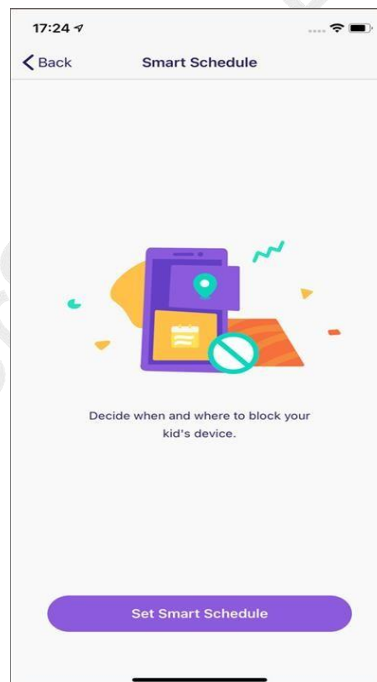 17:24
Back
Smart Schedule
Decide when and where to block your
kid's device.
Set Smart Schedule